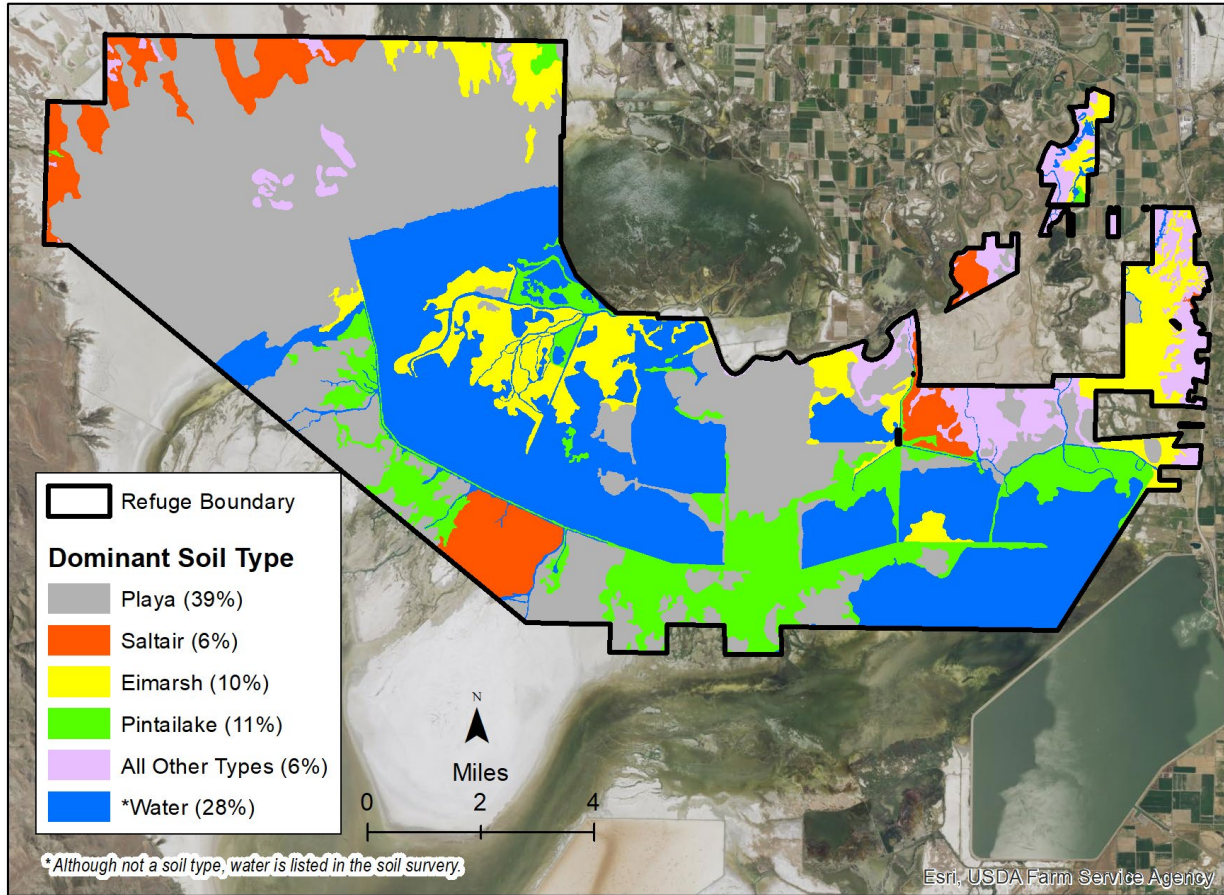 Refuge Boundary
Dominant Soil Type
Playa (39%)
Saltair (6%)
Eimarsh (10%)
Pintailake (11%)
All Other Types (6%)
*Water (28%)
N
Miles
0 2 4
*Although not a soil type, water is listed in the soil survery.
Esri, USDA Farm Service Agency